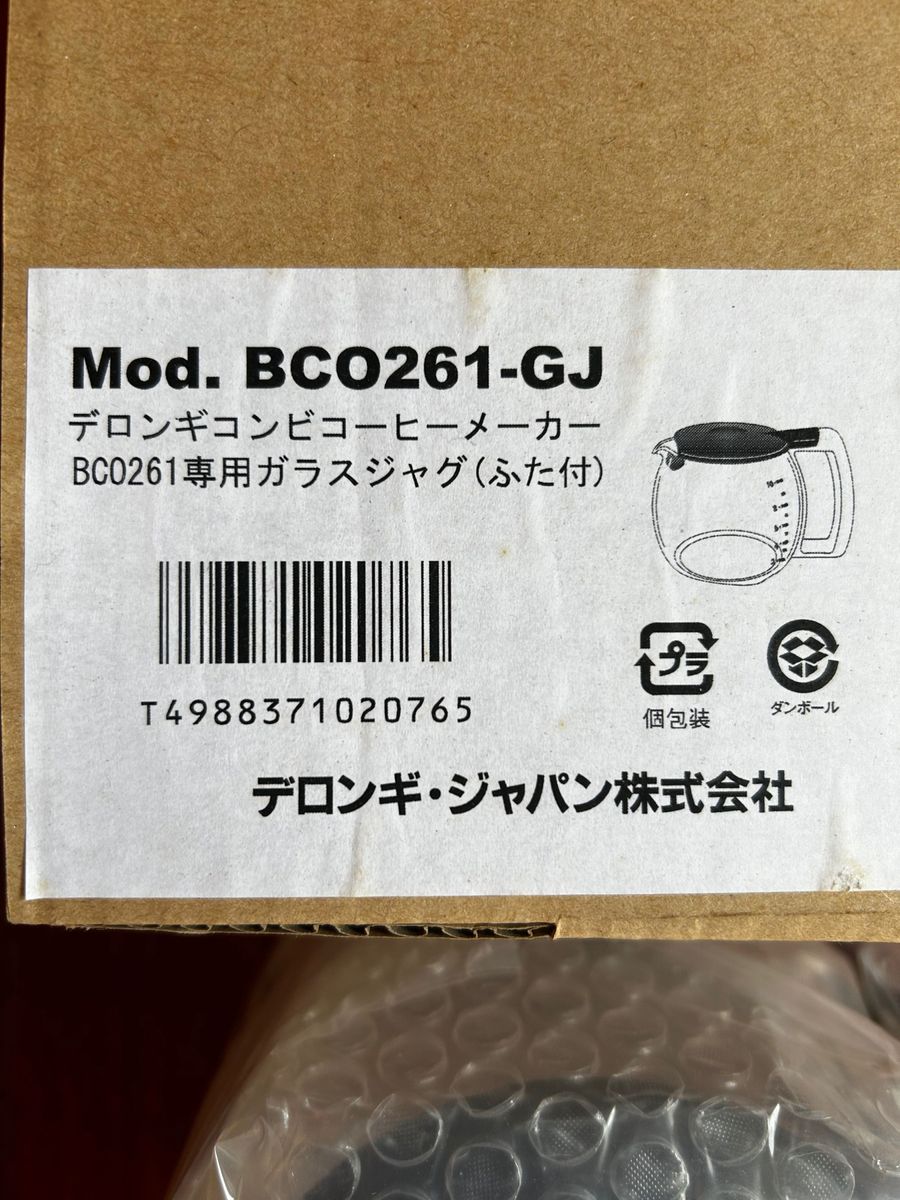 Mod. BCO261-GJ
デロンギコンビコーヒーメーカー
BCO261専用ガラスジャグ(ふた付)
T4988371020765
プラ
個包装
ダンボール
デロンギ・ジャパン株式会社